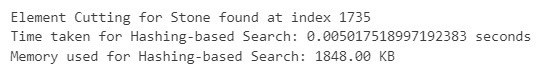 Element Cutting for Stone found at index 1735
Time taken for Hashing-based Search: 0.005017518997192383 seconds
Memory used for Hashing-based Search: 1848.00 KB